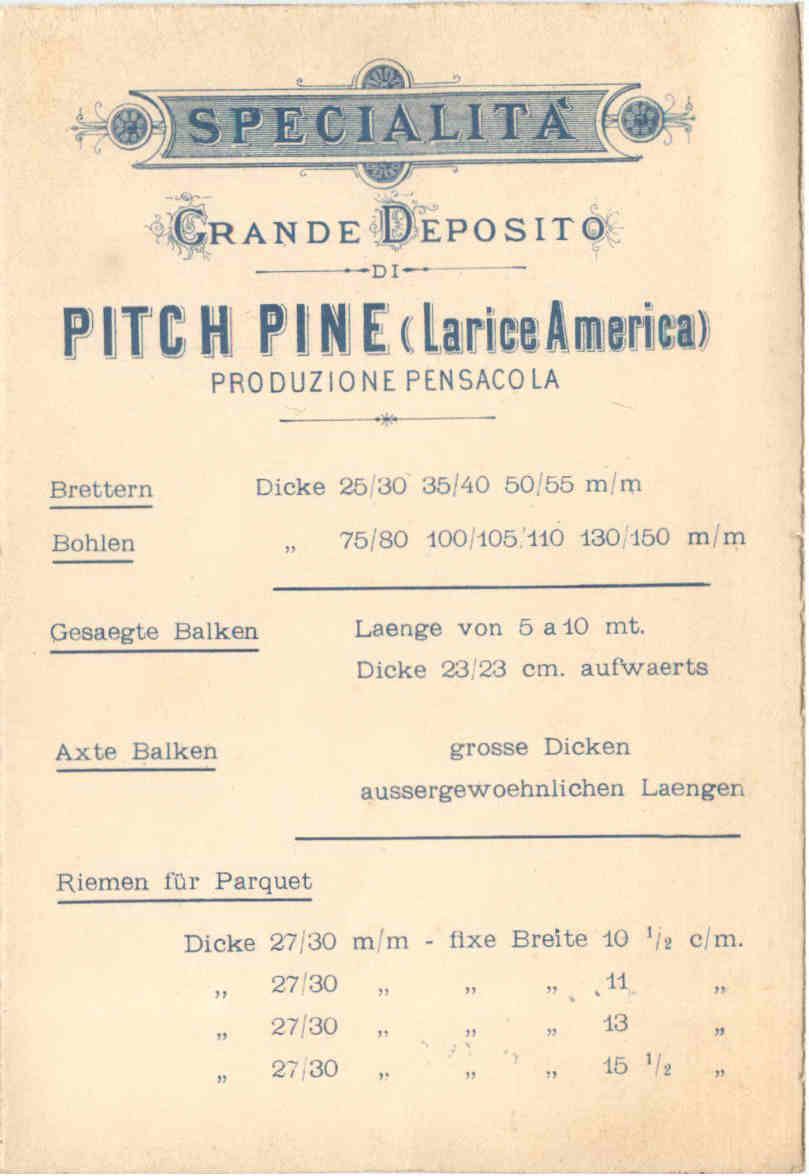 SPECIALITÀ
GRANDE DEPOSITO
DI
PITCH PINE (Larice America)
PRODUZIONE PENSACOLA
Brettern Dicke 25/30 35/40 50/55 m/m
Bohlen „ 75/80 100/105/110 130/150 m/m
Gesaegte Balken Laenge von 5 a 10 mt.
Dicke 23/23 cm. aufwaerts
Axte Balken grosse Dicken
aussergewoehnlichen Laengen
Riemen für Parquet
Dicke 27/30 m/m - fixe Breite 10 1/2 c/m.
„ 27/30 „ „ „ 11 „
„ 27/30 „ „ „ 13 „
„ 27/30 „ „ „ 15 1/2 „